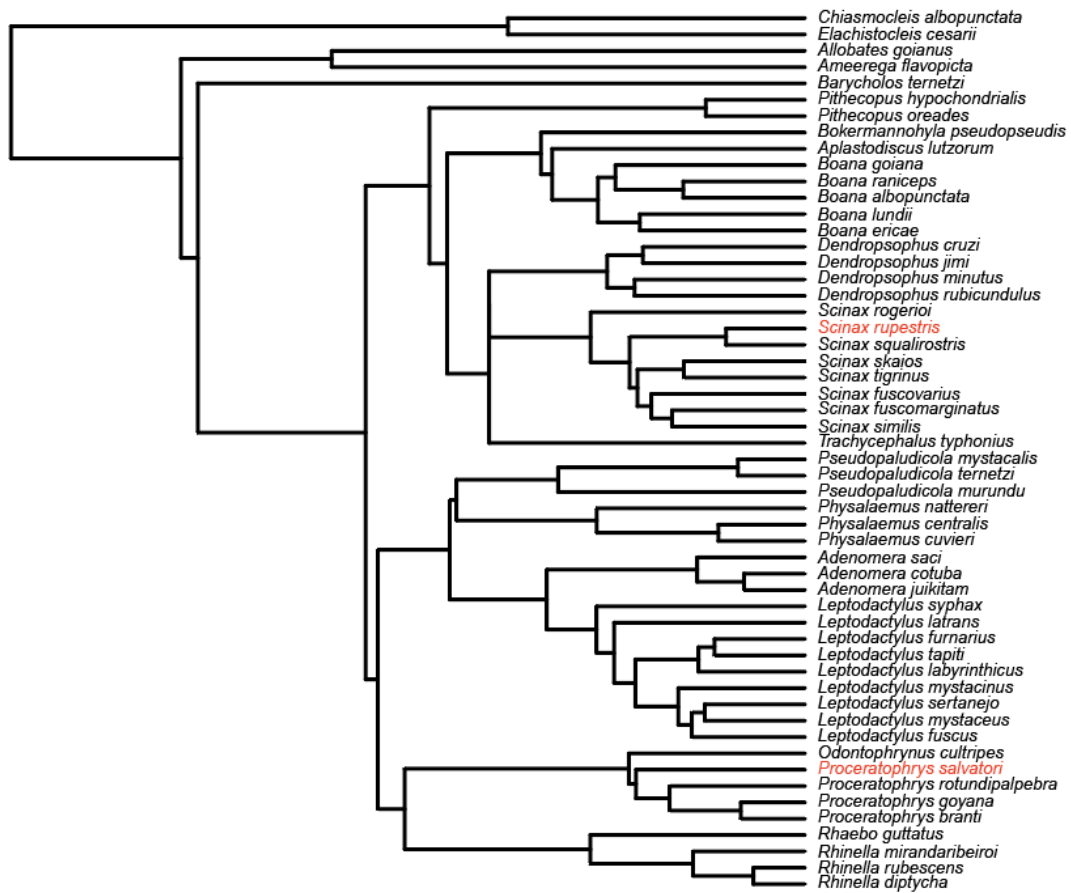 Chiasmocleis albopunctata
Elachistocleis cesarii
Allobates goianus
Ameerega flavopicta
Barycholos ternetzi
Pithecopus hypochondrialis
Pithecopus oreades
Bokermannohyla pseudopseudis
Aplastodiscus lutzorum
Boana goiana
Boana raniceps
Boana albopunctata
Boana lundii
Boana ericae
Dendropsophus cruzi
Dendropsophus jimi
Dendropsophus minutus
Dendropsophus rubicundulus
Scinax rogerioi
Scinax rupestris
Scinax squalirostris
Scinax skaios
Scinax tigrinus
Scinax fuscovarius
Scinax fuscomarginatus
Scinax similis
Trachycephalus typhonius
Pseudopaludicola mystacalis
Pseudopaludicola ternetzi
Pseudopaludicola murundu
Physalaemus nattereri
Physalaemus centralis
Physalaemus cuvieri
Adenomera saci
Adenomera cotuba
Adenomera juikitam
Leptodactylus syphax
Leptodactylus latrans
Leptodactylus furnarius
Leptodactylus tapiti
Leptodactylus labyrinthicus
Leptodactylus mystacinus
Leptodactylus sertanejo
Leptodactylus mystaceus
Leptodactylus fuscus
Odontophrynus cultripes
Proceratophrys salvatori
Proceratophrys rotundipalpebra
Proceratophrys goyana
Proceratophrys branti
Rhaebo guttatus
Rhinella mirandaribeiroi
Rhinella rubescens
Rhinella diptycha